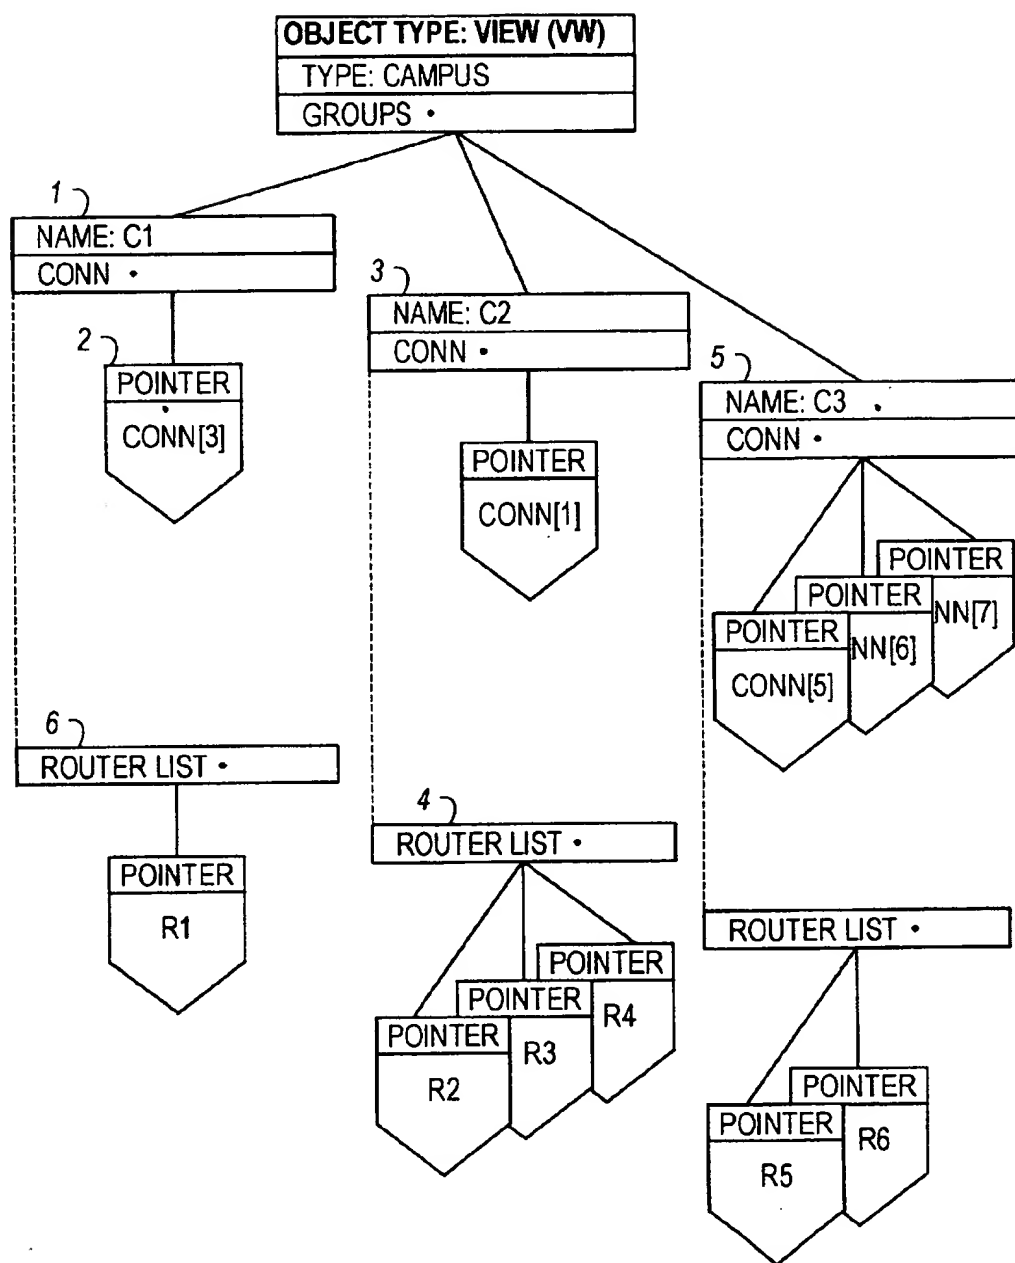 OBJECT TYPE: VIEW (VW)
TYPE: CAMPUS
GROUPS •
1
NAME: C1
CONN •
2
POINTER
CONN[3]
3
NAME: C2
CONN •
POINTER
CONN[1]
5
NAME: C3
CONN •
POINTER
NN[7]
POINTER
NN[6]
POINTER
CONN[5]
6
ROUTER LIST •
POINTER
R1
4
ROUTER LIST •
POINTER
R4
POINTER
R3
POINTER
R2
ROUTER LIST •
POINTER
R6
POINTER
R5